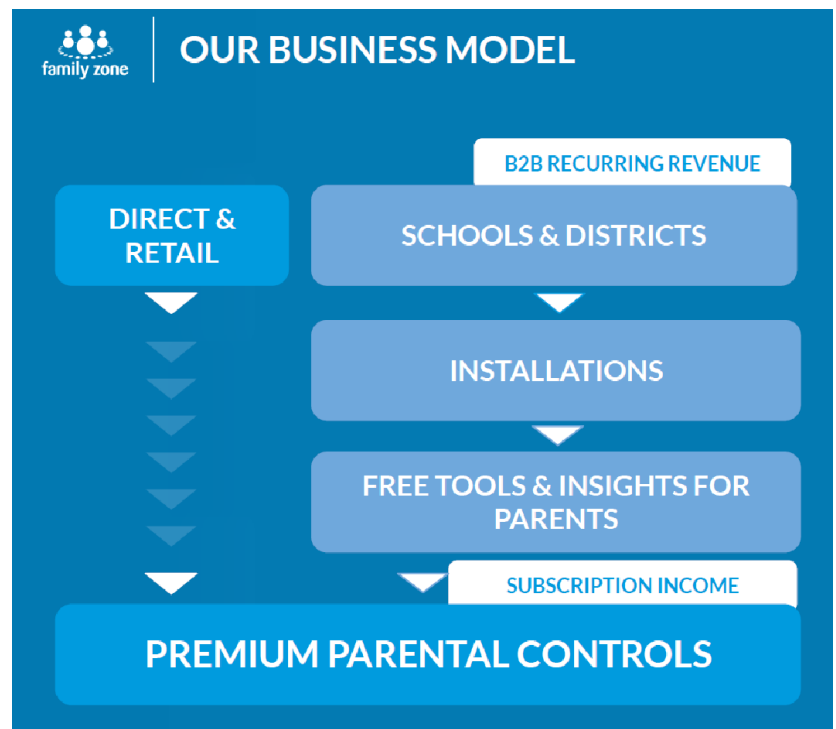 family zone
OUR BUSINESS MODEL
B2B RECURRING REVENUE
DIRECT &
RETAIL
SCHOOLS & DISTRICTS
INSTALLATIONS
FREE TOOLS & INSIGHTS FOR
PARENTS
SUBSCRIPTION INCOME
PREMIUM PARENTAL CONTROLS